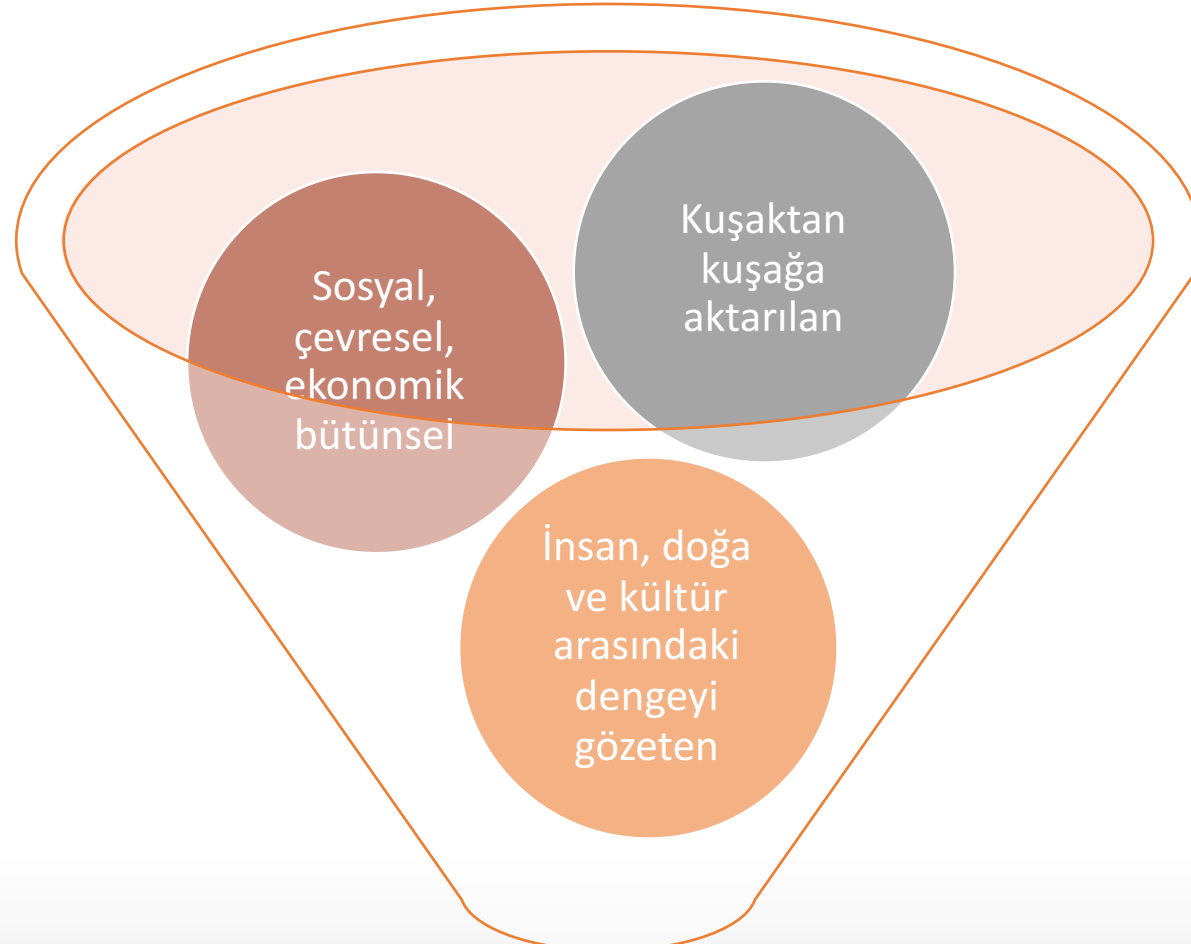 Sosyal,
çevresel,
ekonomik
bütünsel
Kuşaktan
kuşağa
aktarılan
İnsan, doğa
ve kültür
arasındaki
dengeyi
gözeten